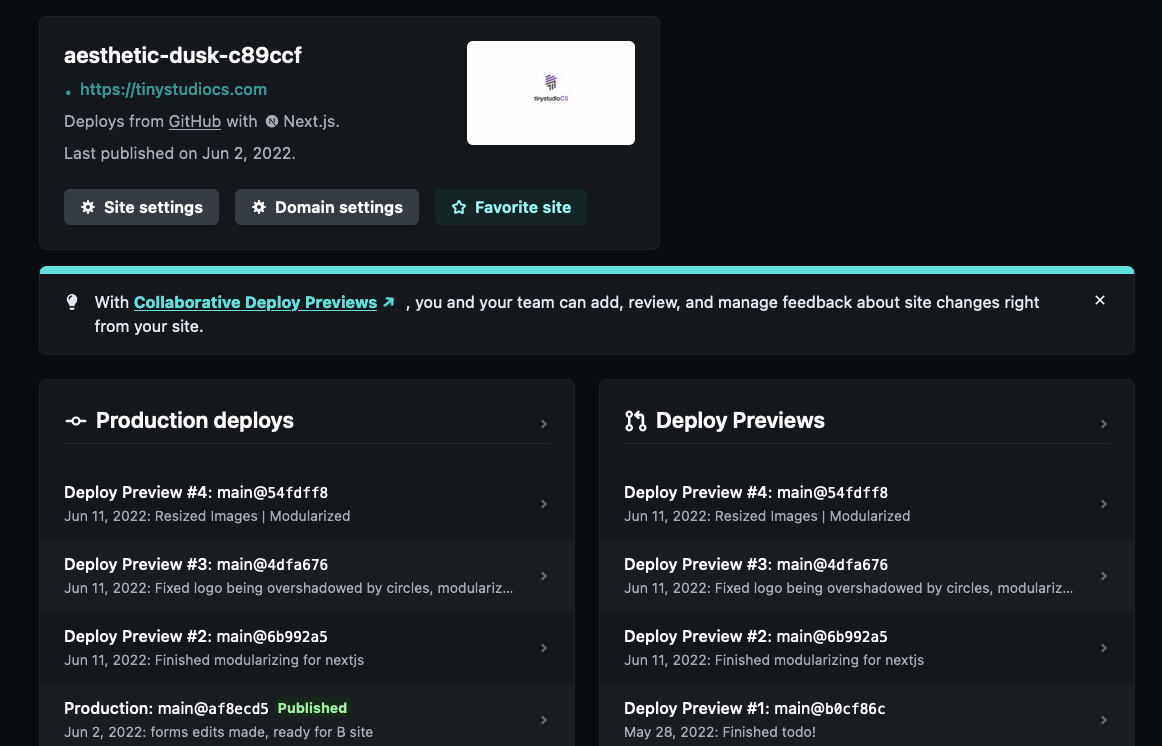 aesthetic-dusk-c89ccf
https://tinystudiocs.com
Deploys from GitHub with Next.js.
Last published on Jun 2, 2022.
tinystudioCS
Site settings
Domain settings
Favorite site
With Collaborative Deploy Previews , you and your team can add, review, and manage feedback about site changes right
from your site.
Production deploys
Deploy Preview #4: main@54fdff8
Jun 11, 2022: Resized Images | Modularized
Deploy Preview #3: main@4dfa676
Jun 11, 2022: Fixed logo being overshadowed by circles, modulariz...
Deploy Preview #2: main@6b992a5
Jun 11, 2022: Finished modularizing for nextjs
Production: main@af8ecd5 Published
Jun 2, 2022: forms edits made, ready for B site
Deploy Previews
Deploy Preview #4: main@54fdff8
Jun 11, 2022: Resized Images | Modularized
Deploy Preview #3: main@4dfa676
Jun 11, 2022: Fixed logo being overshadowed by circles, modulariz...
Deploy Preview #2: main@6b992a5
Jun 11, 2022: Finished modularizing for nextjs
Deploy Preview #1: main@b0cf86c
May 28, 2022: Finished todo!